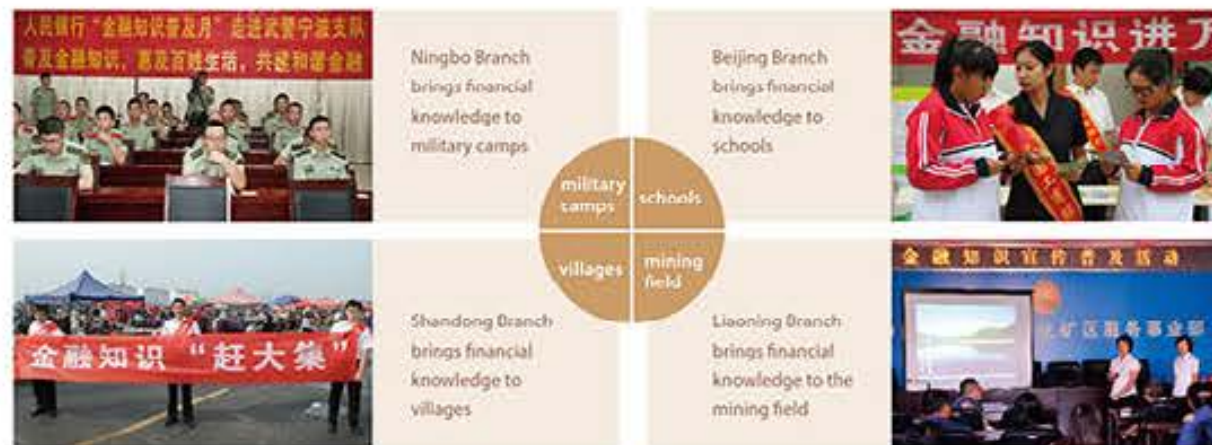 人民银行“金融知识普及月”走进武警宁波支队
普及金融知识，惠及百姓生活，共建和谐金融
Ningbo Branch
brings financial
knowledge to
military camps
Beijing Branch
brings financial
knowledge to
schools
金融知识进万
military
camps
schools
villages
mining
field
金融知识“赶大集”
Shandong Branch
brings financial
knowledge to
villages
Liaoning Branch
brings financial
knowledge to the
mining field
金融知识宣传普及活动
矿区服务事业部